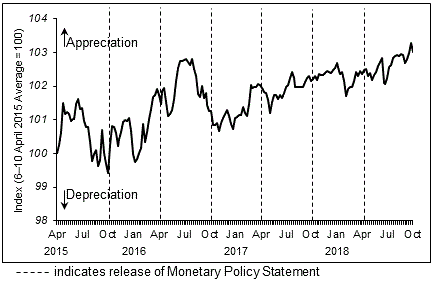 Index (6–10 April 2015 Average = 100)
104
103
102
101
100
99
98
Appreciation
Depreciation
Apr Jul Oct Jan Apr Jul Oct Jan Apr Jul Oct Jan Apr Jul Oct
2015 2016 2017 2018
----- indicates release of Monetary Policy Statement